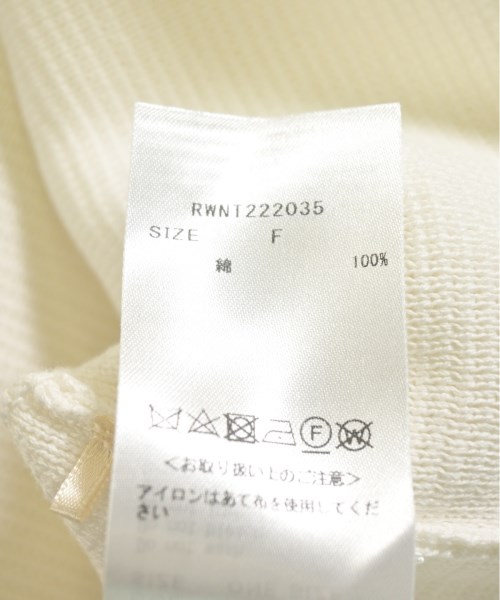 RWNT222035
SIZE F
綿 100%
F W
<お取り扱い上のご注意>
アイロンはあて布を使用してくだ
さい